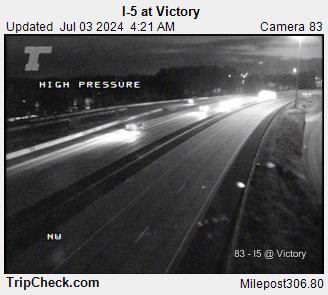 I-5 at Victory
Updated Jul 03 2024 4:21 AM Camera 83
T
HIGH PRESSURE
NW
83 - I5 @ Victory
TripCheck.com Milepost306.80